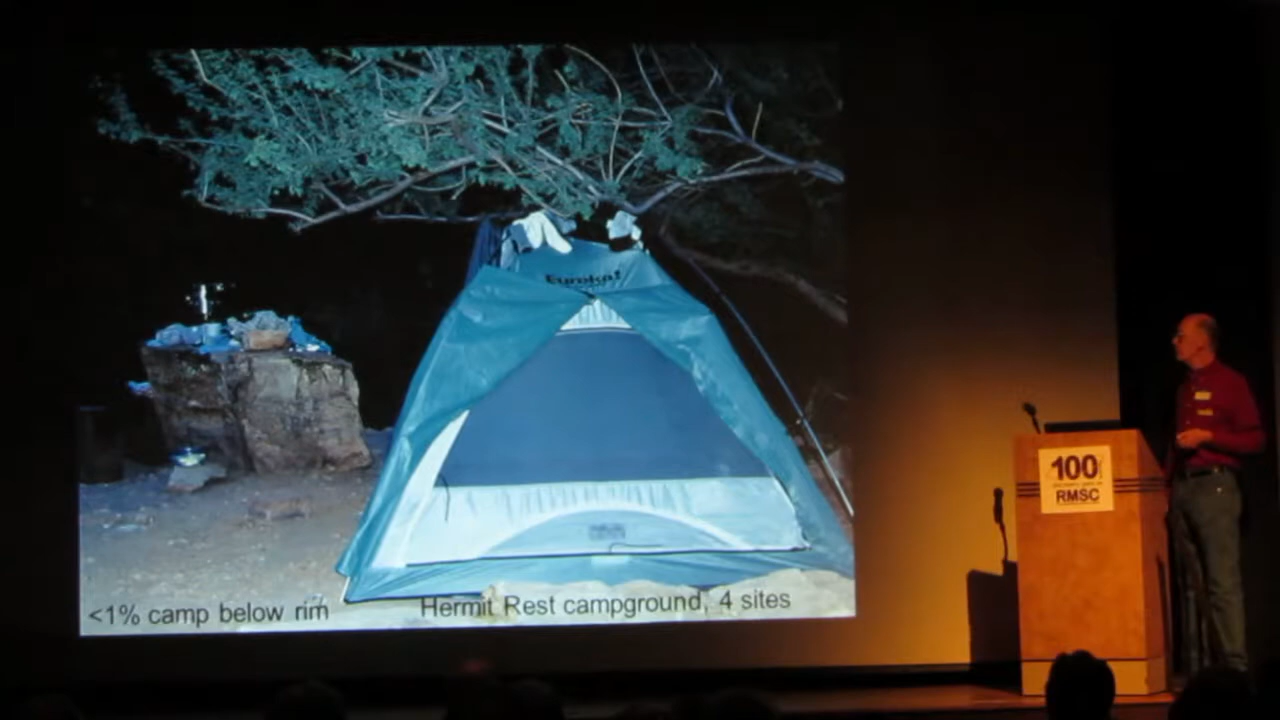 Eureka!
<1% camp below rim
Hermit Rest campground, 4 sites
100
RMSC